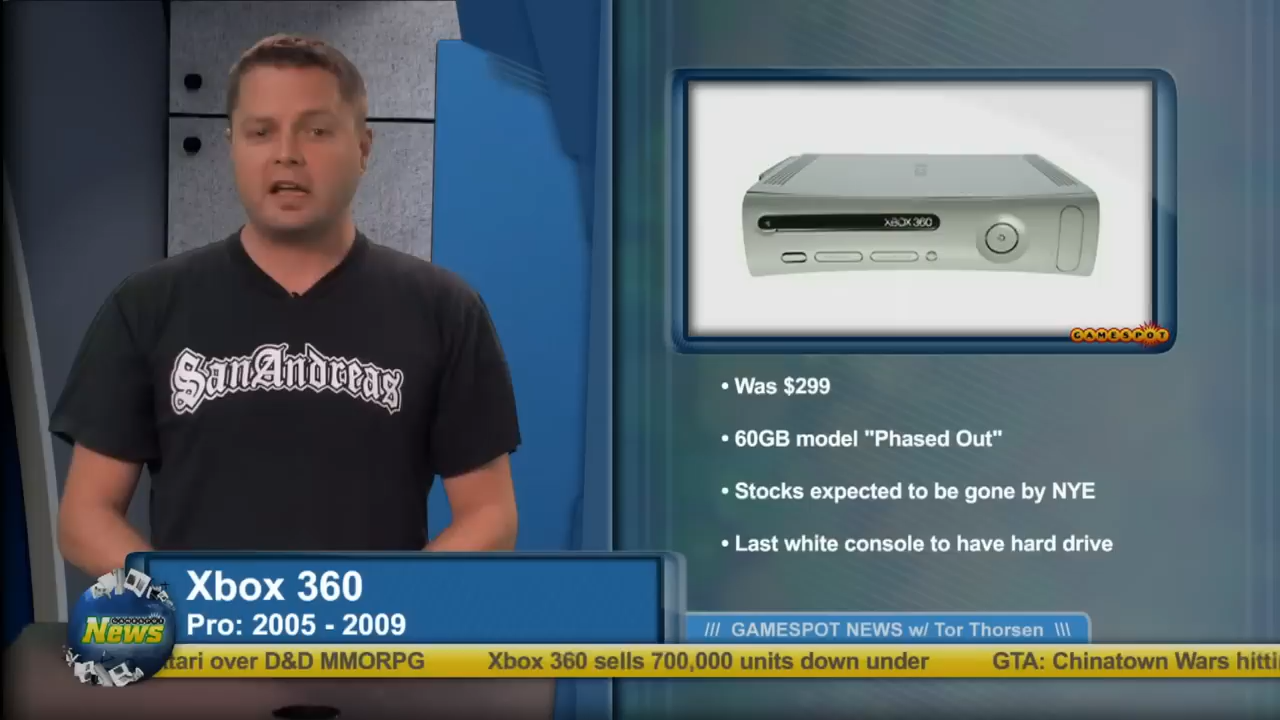 SanAndreas
XBOX 360
GAMESPOT
• Was $299
• 60GB model "Phased Out"
• Stocks expected to be gone by NYE
• Last white console to have hard drive
Xbox 360
Pro: 2005 - 2009
GAMESPOT
News
/// GAMESPOT NEWS w/ Tor Thorsen \\\
tari over D&D MMORPG Xbox 360 sells 700,000 units down under GTA: Chinatown Wars hitti